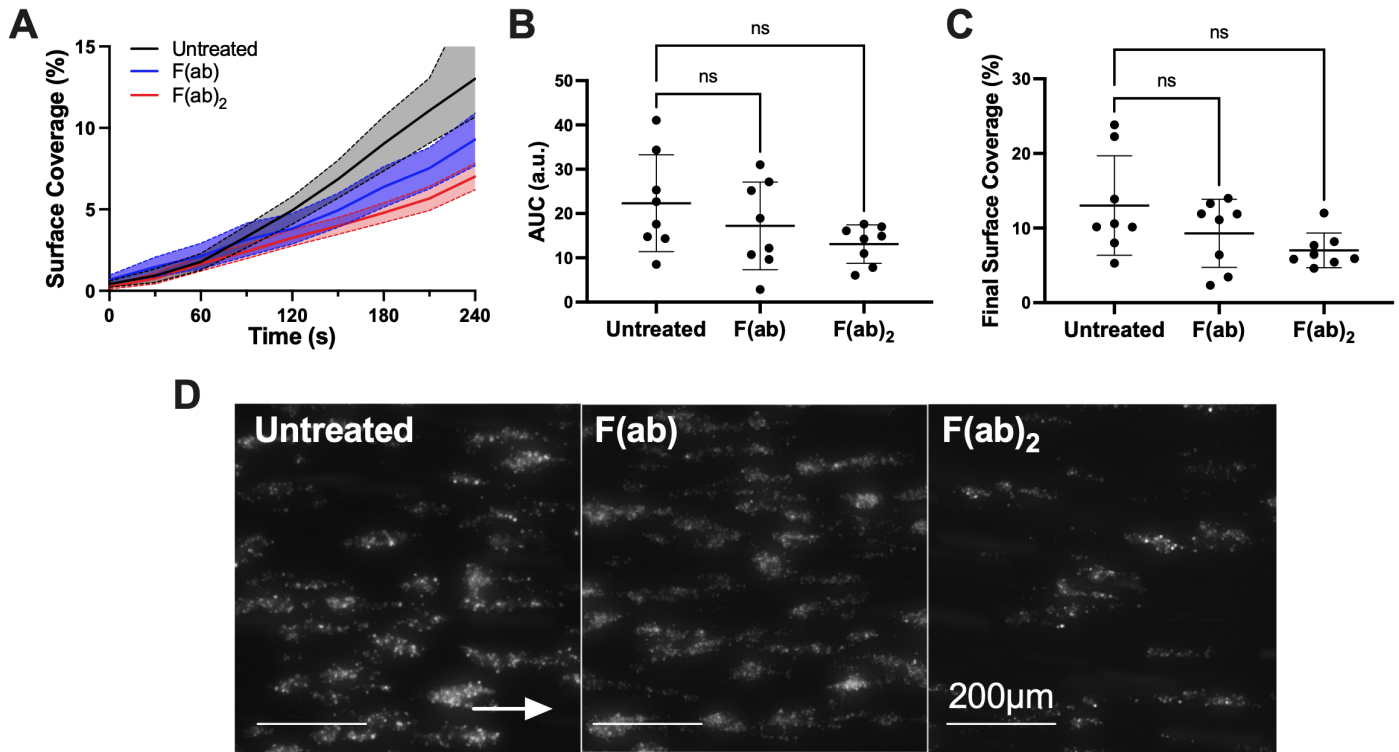 A
Surface Coverage (%)
15
10
5
0
0 60 120 180 240
Time (s)
Untreated
F(ab)
F(ab)₂
B
AUC (a.u.)
50
40
30
20
10
0
ns
ns
Untreated F(ab) F(ab)₂
C
Final Surface Coverage (%)
30
20
10
0
ns
ns
Untreated F(ab) F(ab)₂
D
Untreated
F(ab)
F(ab)₂
200µm